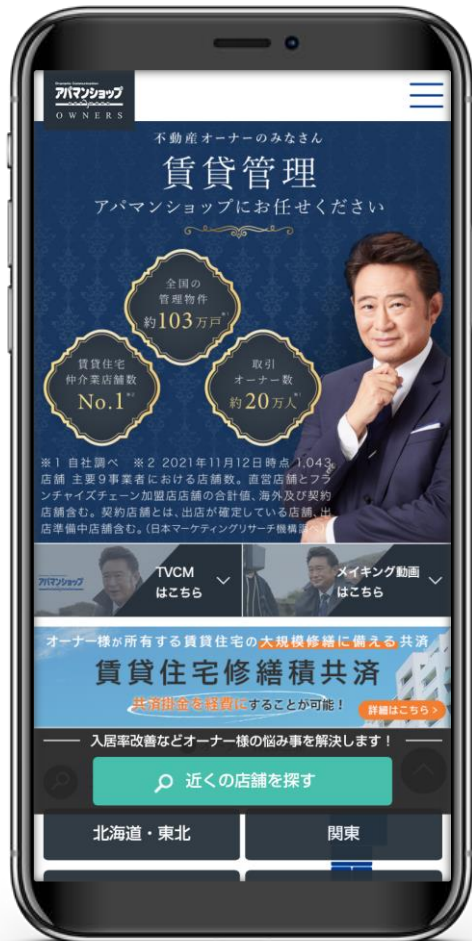 アパマンショップ
OWNERS
不動産オーナーのみなさん
賃貸管理
アパマンショップにお任せください
全国の
管理物件
約103万戸※1
賃貸住宅
仲介業店舗数
No.1※2
取引
オーナー数
約20万人※1
※1 自社調べ ※2 2021年11月12日時点 1,043
店舗 主要9事業者における店舗数。直営店舗とフラ
ンチャイズチェーン加盟店店舗の合計値、海外及び契約
店舗含む。契約店舗とは、出店が確定している店舗、出
店準備中店舗含む。(日本マーケティングリサーチ機構調べ)
アパマンショップ
TVCM
はこちら
メイキング動画
はこちら
オーナー様が所有する賃貸住宅の大規模修繕に備える共済
賃貸住宅修繕積共済
共済掛金を経費にすることが可能！
詳細はこちら >
入居率改善などオーナー様の悩み事を解決します！
近くの店舗を探す
北海道・東北
関東